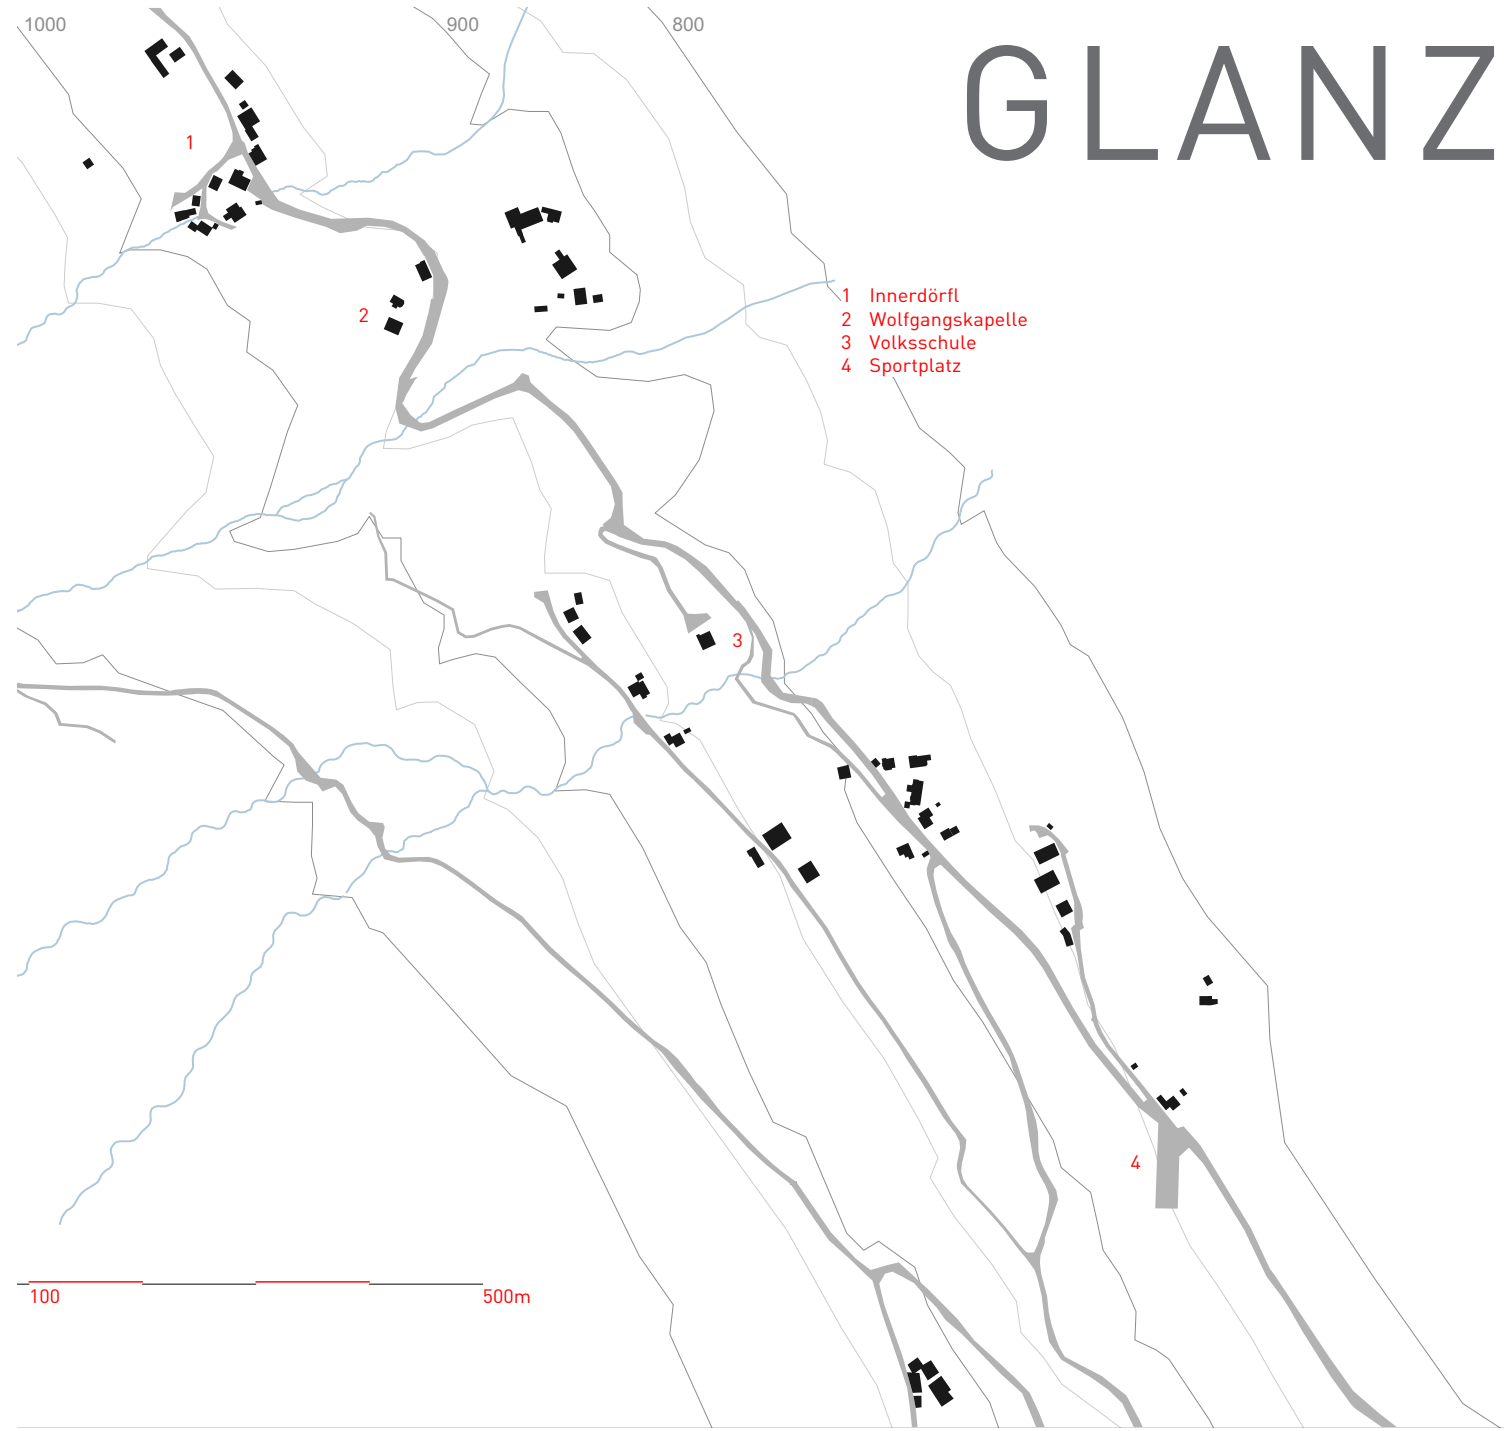 1000
900
800
GLANZ
1
2
1 Innerdörfl
2 Wolfgangskapelle
3 Volksschule
4 Sportplatz
3
4
100
500m